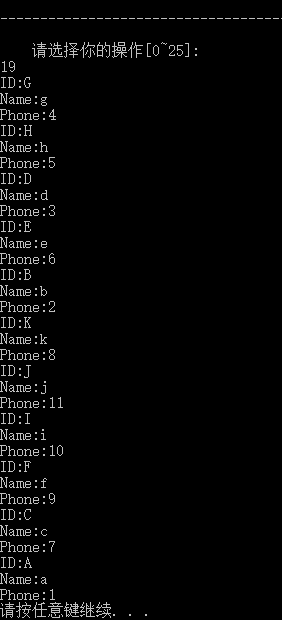 请选择你的操作[0~25]:
19
ID:G
Name:g
Phone:4
ID:H
Name:h
Phone:5
ID:D
Name:d
Phone:3
ID:E
Name:e
Phone:6
ID:B
Name:b
Phone:2
ID:K
Name:k
Phone:8
ID:J
Name:j
Phone:11
ID:I
Name:i
Phone:10
ID:F
Name:f
Phone:9
ID:C
Name:c
Phone:7
ID:A
Name:a
Phone:1
请按任意键继续. . .